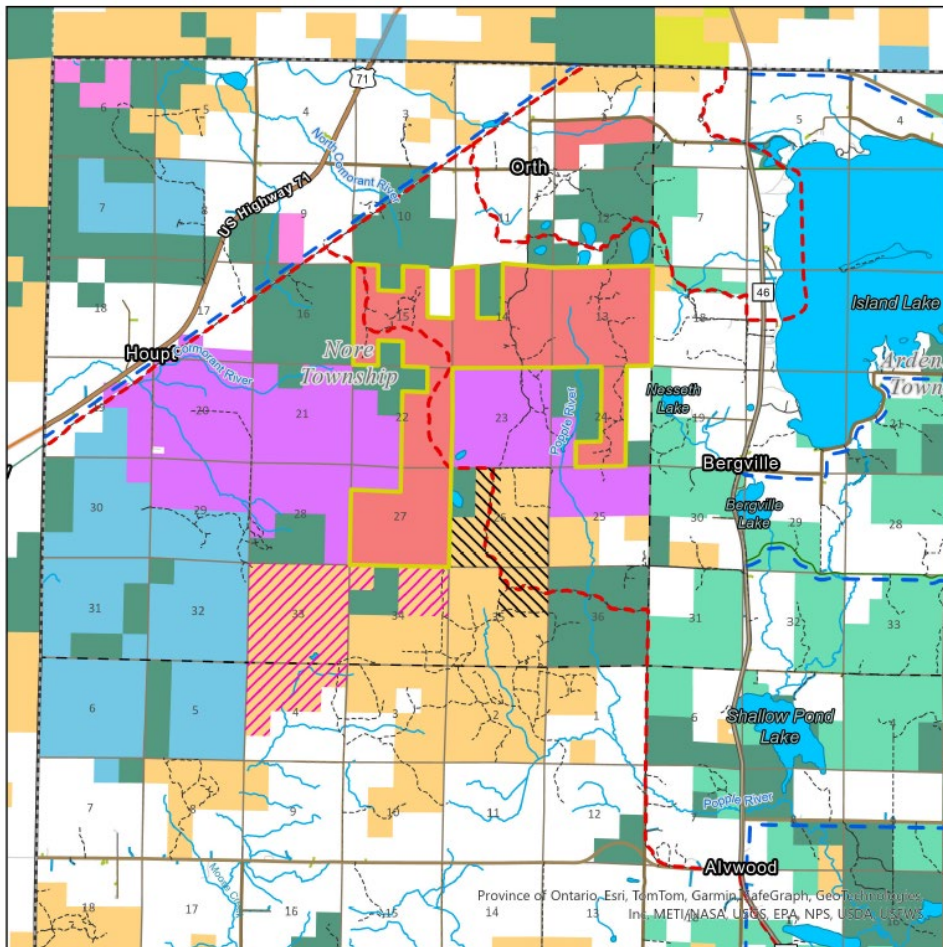 71
6
5
4
3
5
4
North Cormorant River
Orth
7
8
US Highway 71
9
10
11
12
7
46
Island Lake
18
17
16
15
14
13
18
Nore
Township
Houpt
Cormorant River
Arden
Town
20
21
22
23
24
Popple River
Nesseth
Lake
19
21
Bergville
Bergville
Lake
30
29
28
27
26
25
30
29
28
31
32
33
34
35
36
31
32
33
6
5
4
3
2
1
6
Shallow Pond
Lake
4
7
8
9
10
11
12
7
Popple River
Alvwood
Moose Creek
18
17
16
15
14
13
Province of Ontario, Esri, TomTom, Garmin, SafeGraph, GeoTechnologies,
Inc, METI/NASA, USGS, EPA, NPS, USDA, USFWS